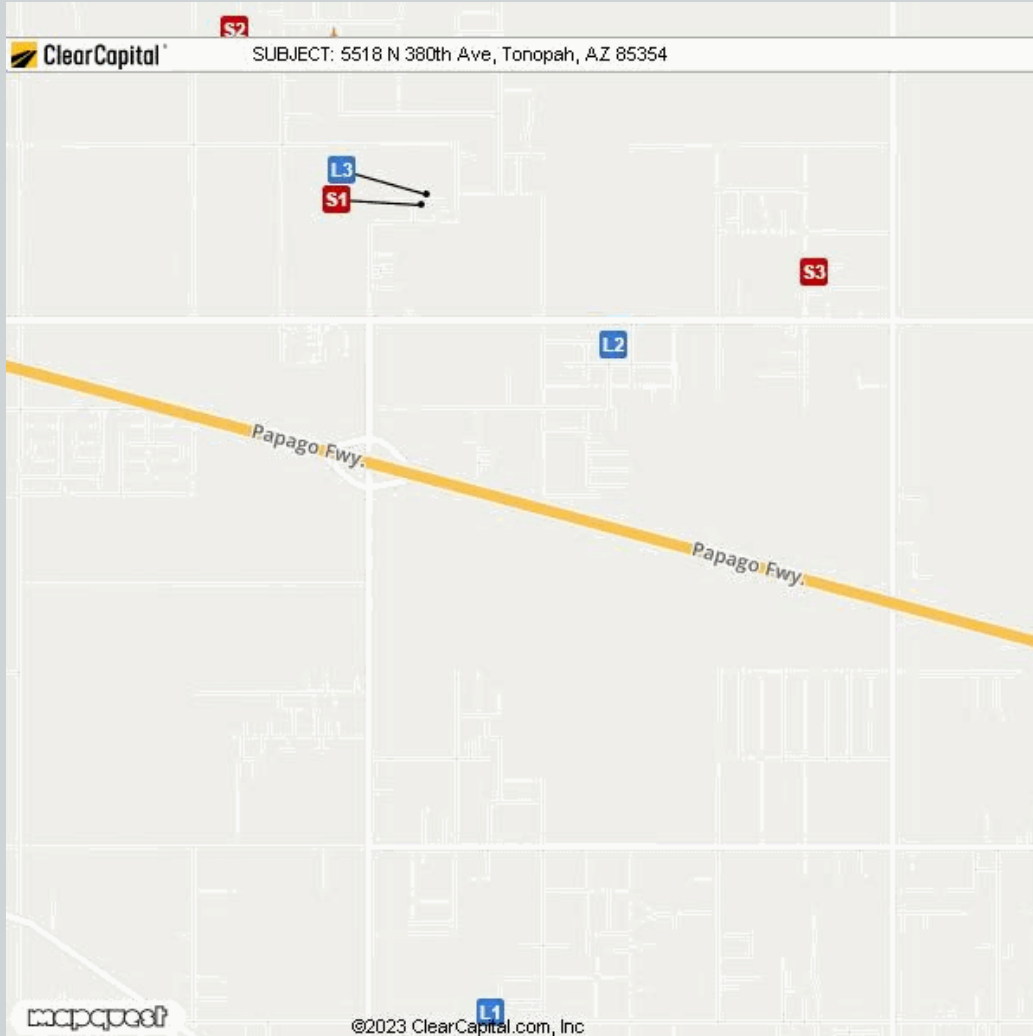 S2
ClearCapital
SUBJECT: 5518 N 380th Ave, Tonopah, AZ 85354
L3
S1
S3
L2
Papago Fwy.
Papago Fwy.
L1
mapquest
©2023 ClearCapital.com, Inc